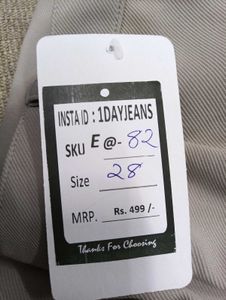 INSTA ID : 1DAYJEANS
SKU E @- 82
Size 28
MRP. Rs. 499 /-
Thanks For Choosing